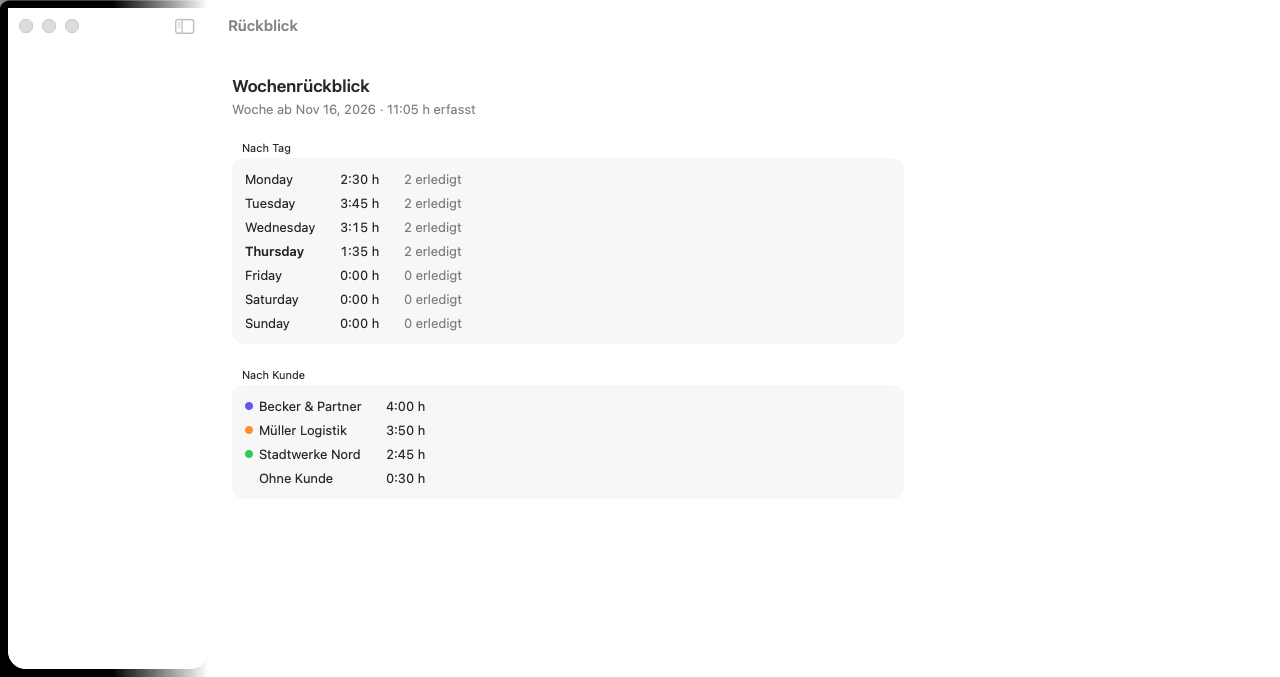 Rückblick
Wochenrückblick
Woche ab Nov 16, 2026 · 11:05 h erfasst
Nach Tag
Monday 2:30 h 2 erledigt
Tuesday 3:45 h 2 erledigt
Wednesday 3:15 h 2 erledigt
Thursday 1:35 h 2 erledigt
Friday 0:00 h 0 erledigt
Saturday 0:00 h 0 erledigt
Sunday 0:00 h 0 erledigt
Nach Kunde
Becker & Partner 4:00 h
Müller Logistik 3:50 h
Stadtwerke Nord 2:45 h
Ohne Kunde 0:30 h